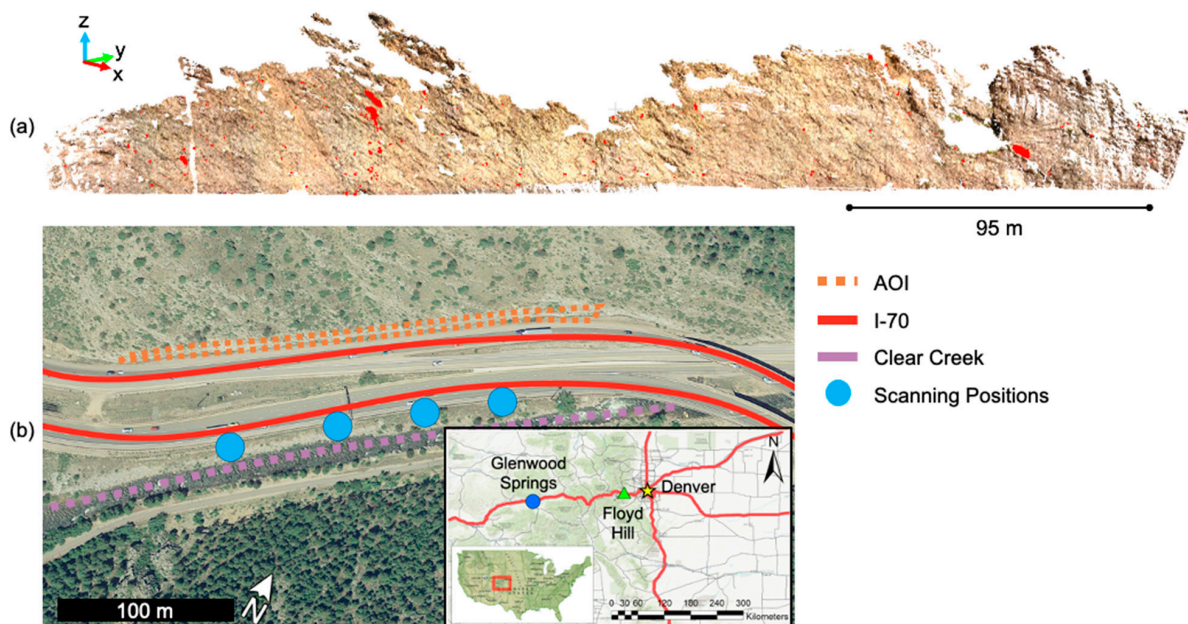 z
y
x
(a)
95 m
AOI
I-70
Clear Creek
Scanning Positions
(b)
100 m
N
Glenwood
Springs
Denver
Floyd
Hill
N
0 30 60 120 180 240 300
Kilometers